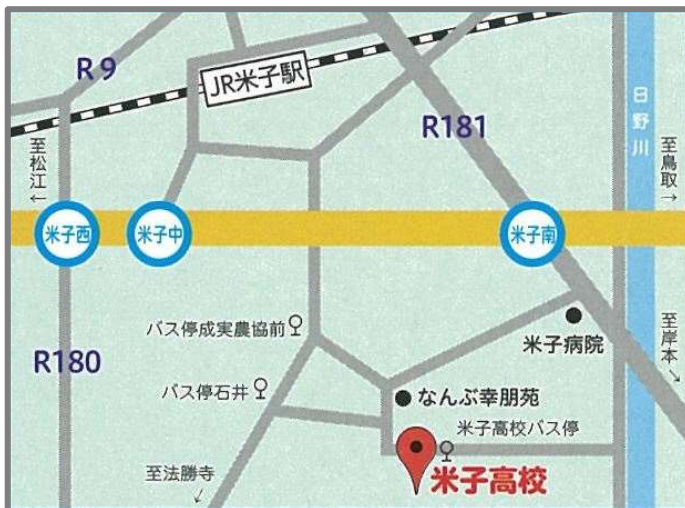 R9
JR米子駅
R181
日野川
至松江
←
至鳥取
→
米子西
米子中
米子南
バス停成実農協前
米子病院
至岸本
↘
R180
バス停石井
なんぶ幸朋苑
米子高校バス停
至法勝寺
↙
米子高校